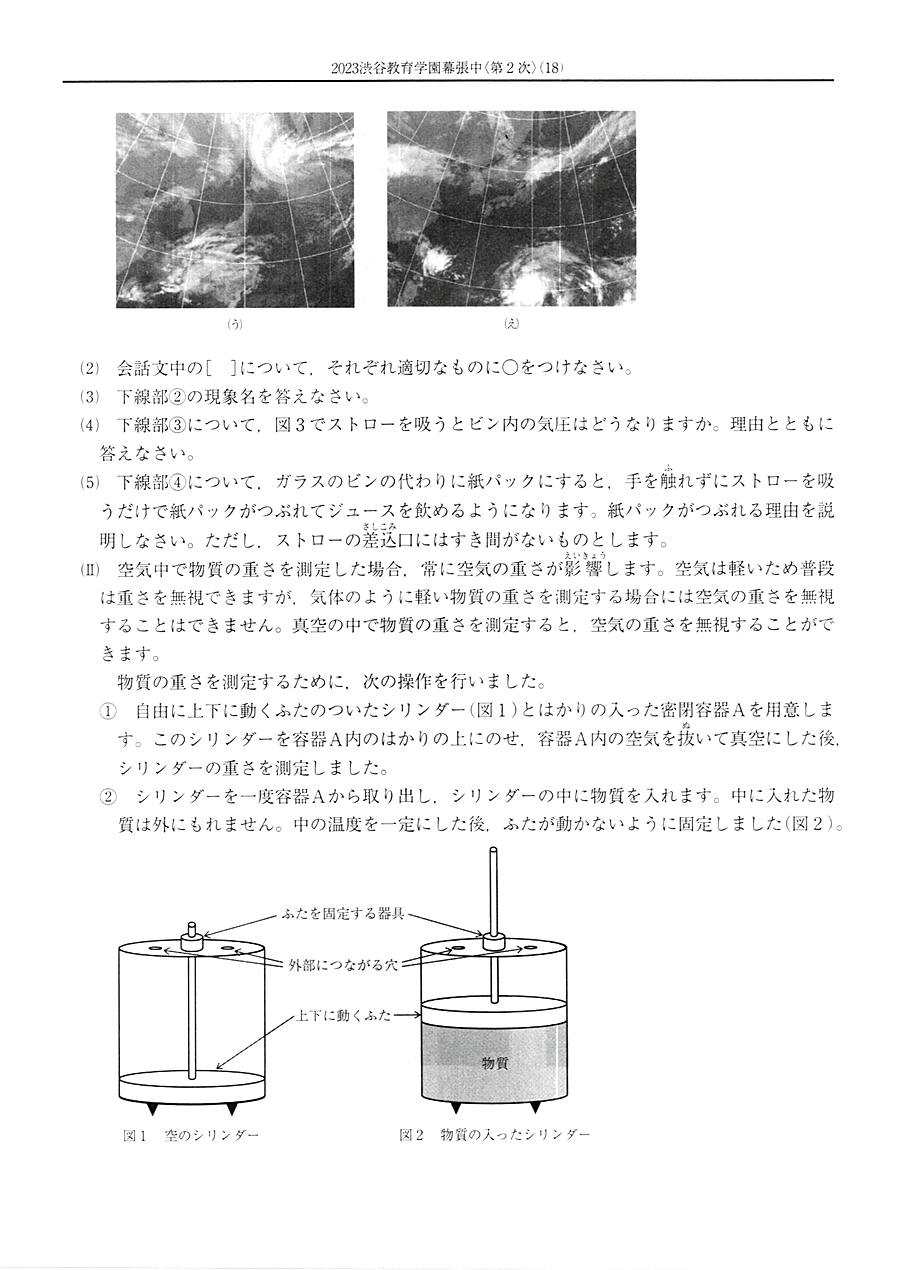 2023渋谷教育学園幕張中〈第2次〉(18)
(う)
(え)
(2) 会話文中の[　]について，それぞれ適切なものに○をつけなさい。
(3) 下線部②の現象名を答えなさい。
(4) 下線部③について，図3でストローを吸うとビン内の気圧はどうなりますか。理由とともに
答えなさい。
(5) 下線部④について，ガラスのビンの代わりに紙パックにすると，手を触れずにストローを吸
うだけで紙パックがつぶれてジュースを飲めるようになります。紙パックがつぶれる理由を説
明しなさい。ただし，ストローの差込口にはすき間がないものとします。
(Ⅱ) 空気中で物質の重さを測定した場合，常に空気の重さが影響します。空気は軽いため普段
は重さを無視できますが，気体のように軽い物質の重さを測定する場合には空気の重さを無視
することはできません。真空の中で物質の重さを測定すると，空気の重さを無視することがで
きます。
物質の重さを測定するために，次の操作を行いました。
① 自由に上下に動くふたのついたシリンダー(図1)とはかりの入った密閉容器Aを用意しま
す。このシリンダーを容器A内のはかりの上にのせ，容器A内の空気を抜いて真空にした後，
シリンダーの重さを測定しました。
② シリンダーを一度容器Aから取り出し，シリンダーの中に物質を入れます。中に入れた物
質は外にもれません。中の温度を一定にした後，ふたが動かないように固定しました(図2)。
ふたを固定する器具
外部につながる穴
上下に動くふた
物質
図1　空のシリンダー
図2　物質の入ったシリンダー